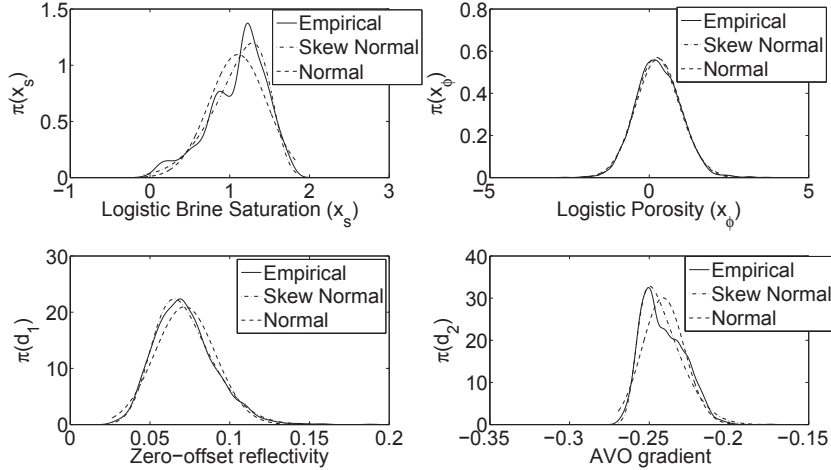 1.5
1
0.5
0
π(x_s)
−1
0
1
2
3
Logistic Brine Saturation (x_s)
Empirical
Skew Normal
Normal
0.8
0.6
0.4
0.2
0
π(x_ϕ)
−5
0
5
Logistic Porosity (x_ϕ)
Empirical
Skew Normal
Normal
30
20
10
0
π(d_1)
0
0.05
0.1
0.15
0.2
Zero−offset reflectivity
Empirical
Skew Normal
Normal
40
30
20
10
0
π(d_2)
−0.35
−0.3
−0.25
−0.2
−0.15
AVO gradient
Empirical
Skew Normal
Normal